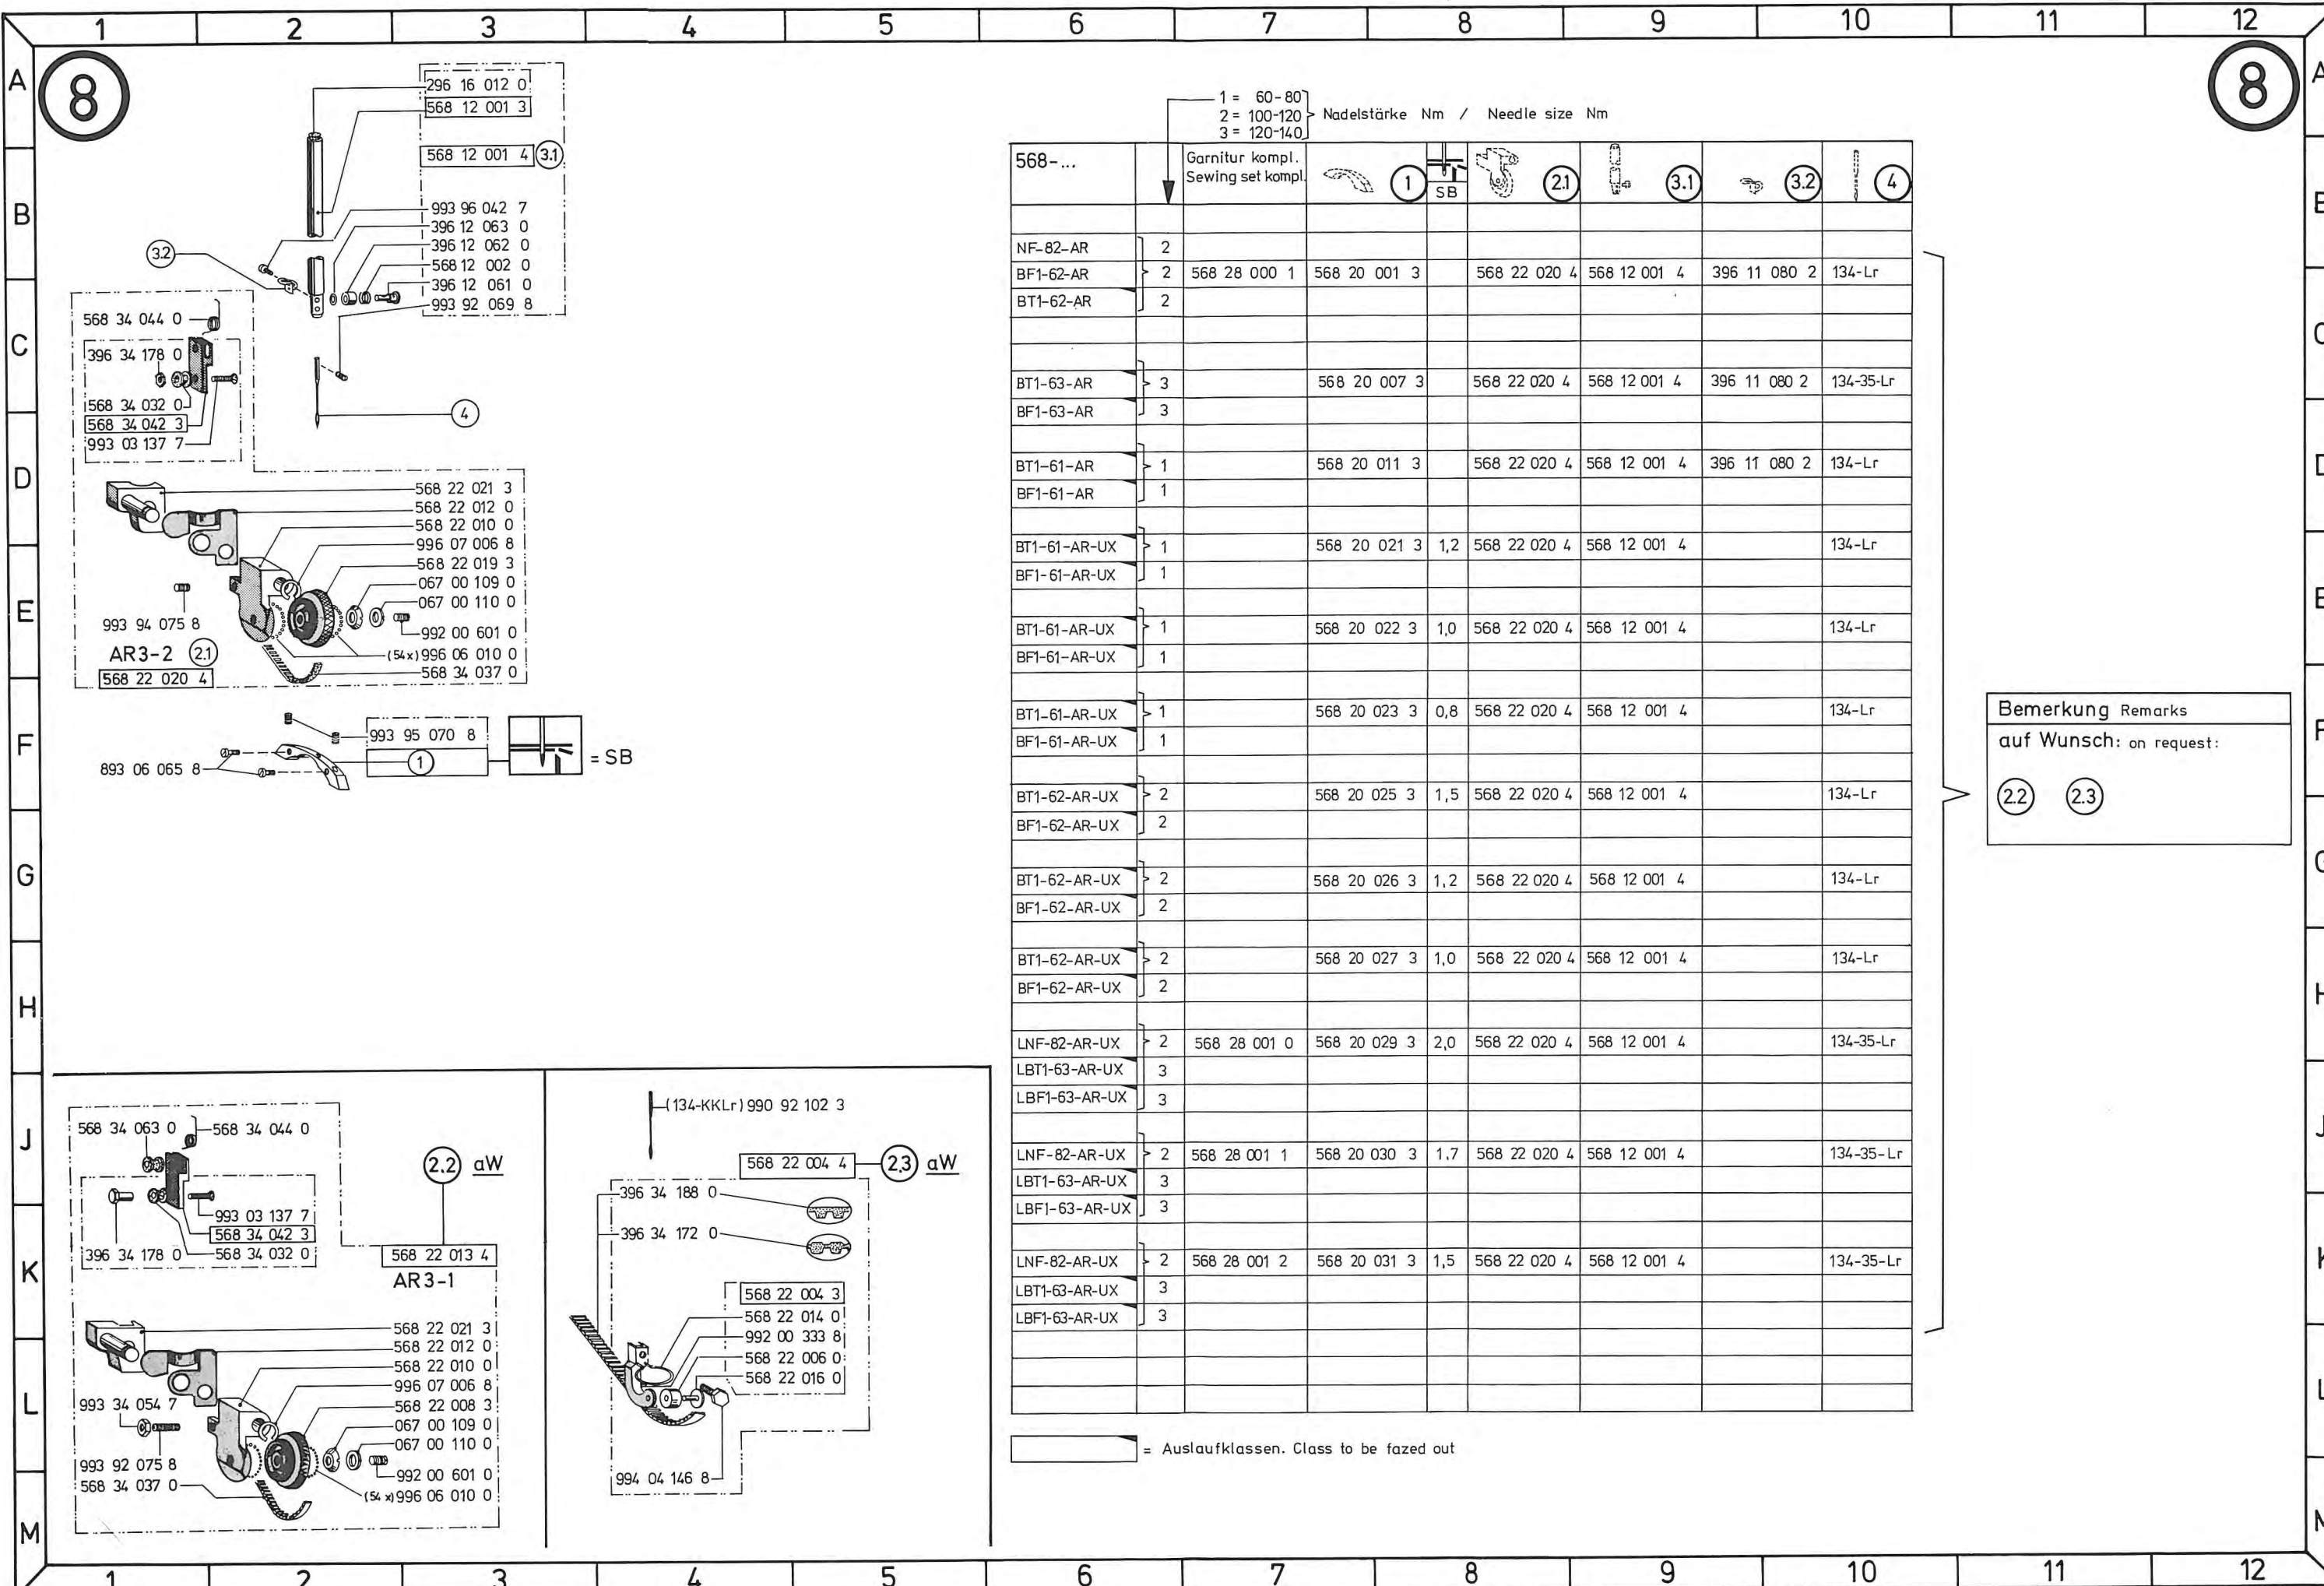 1 2 3 4 5 6 7 8 9 10 11 12
A
B
C
D
E
F
G
H
J
K
L
M
8
8
296 16 012 0
568 12 001 3
568 12 001 4 3.1
993 96 042 7
396 12 063 0
396 12 062 0
568 12 002 0
396 12 061 0
993 92 069 8
3.2
4
568 34 044 0
396 34 178 0
568 34 032 0
568 34 042 3
993 03 137 7
568 22 021 3
568 22 012 0
568 22 010 0
996 07 006 8
568 22 019 3
067 00 109 0
067 00 110 0
992 00 601 0
(54x) 996 06 010 0
568 34 037 0
993 94 075 8
AR3-2 2.1
568 22 020 4
993 95 070 8
1
= SB
893 06 065 8
568 34 063 0
568 34 044 0
2.2 aW
993 03 137 7
568 34 042 3
396 34 178 0
568 34 032 0
568 22 013 4
AR3-1
568 22 021 3
568 22 012 0
568 22 010 0
996 07 006 8
568 22 008 3
067 00 109 0
067 00 110 0
992 00 601 0
(54 x) 996 06 010 0
993 34 054 7
993 92 075 8
568 34 037 0
(134-KKLr) 990 92 102 3
568 22 004 4 2,3 aW
396 34 188 0
396 34 172 0
568 22 004 3
568 22 014 0
992 00 333 8
568 22 006 0
568 22 016 0
994 04 146 8
1 = 60-80
2 = 100-120 Nadelstärke Nm / Needle size Nm
3 = 120-140
568-... Garnitur kompl. Sewing set kompl. 1 SB 2.1 3.1 3.2 4
NF-82-AR 2
BF1-62-AR 2 568 28 000 1 568 20 001 3 568 22 020 4 568 12 001 4 396 11 080 2 134-Lr
BT1-62-AR 2
BT1-63-AR 3 568 20 007 3 568 22 020 4 568 12 001 4 396 11 080 2 134-35-Lr
BF1-63-AR 3
BT1-61-AR 1 568 20 011 3 568 22 020 4 568 12 001 4 396 11 080 2 134-Lr
BF1-61-AR 1
BT1-61-AR-UX 1 568 20 021 3 1,2 568 22 020 4 568 12 001 4 134-Lr
BF1-61-AR-UX 1
BT1-61-AR-UX 1 568 20 022 3 1,0 568 22 020 4 568 12 001 4 134-Lr
BF1-61-AR-UX 1
BT1-61-AR-UX 1 568 20 023 3 0,8 568 22 020 4 568 12 001 4 134-Lr
BF1-61-AR-UX 1
BT1-62-AR-UX 2 568 20 025 3 1,5 568 22 020 4 568 12 001 4 134-Lr
BF1-62-AR-UX 2
BT1-62-AR-UX 2 568 20 026 3 1,2 568 22 020 4 568 12 001 4 134-Lr
BF1-62-AR-UX 2
BT1-62-AR-UX 2 568 20 027 3 1,0 568 22 020 4 568 12 001 4 134-Lr
BF1-62-AR-UX 2
LNF-82-AR-UX 2 568 28 001 0 568 20 029 3 2,0 568 22 020 4 568 12 001 4 134-35-Lr
LBT1-63-AR-UX 3
LBF1-63-AR-UX 3
LNF-82-AR-UX 2 568 28 001 1 568 20 030 3 1,7 568 22 020 4 568 12 001 4 134-35-Lr
LBT1-63-AR-UX 3
LBF1-63-AR-UX 3
LNF-82-AR-UX 2 568 28 001 2 568 20 031 3 1,5 568 22 020 4 568 12 001 4 134-35-Lr
LBT1-63-AR-UX 3
LBF1-63-AR-UX 3
= Auslaufklassen. Class to be fazed out
Bemerkung Remarks
auf Wunsch: on request:
2.2 2.3
A
B
C
D
E
F
G
H
J
K
L
M
1 2 3 4 5 6 7 8 9 10 11 12